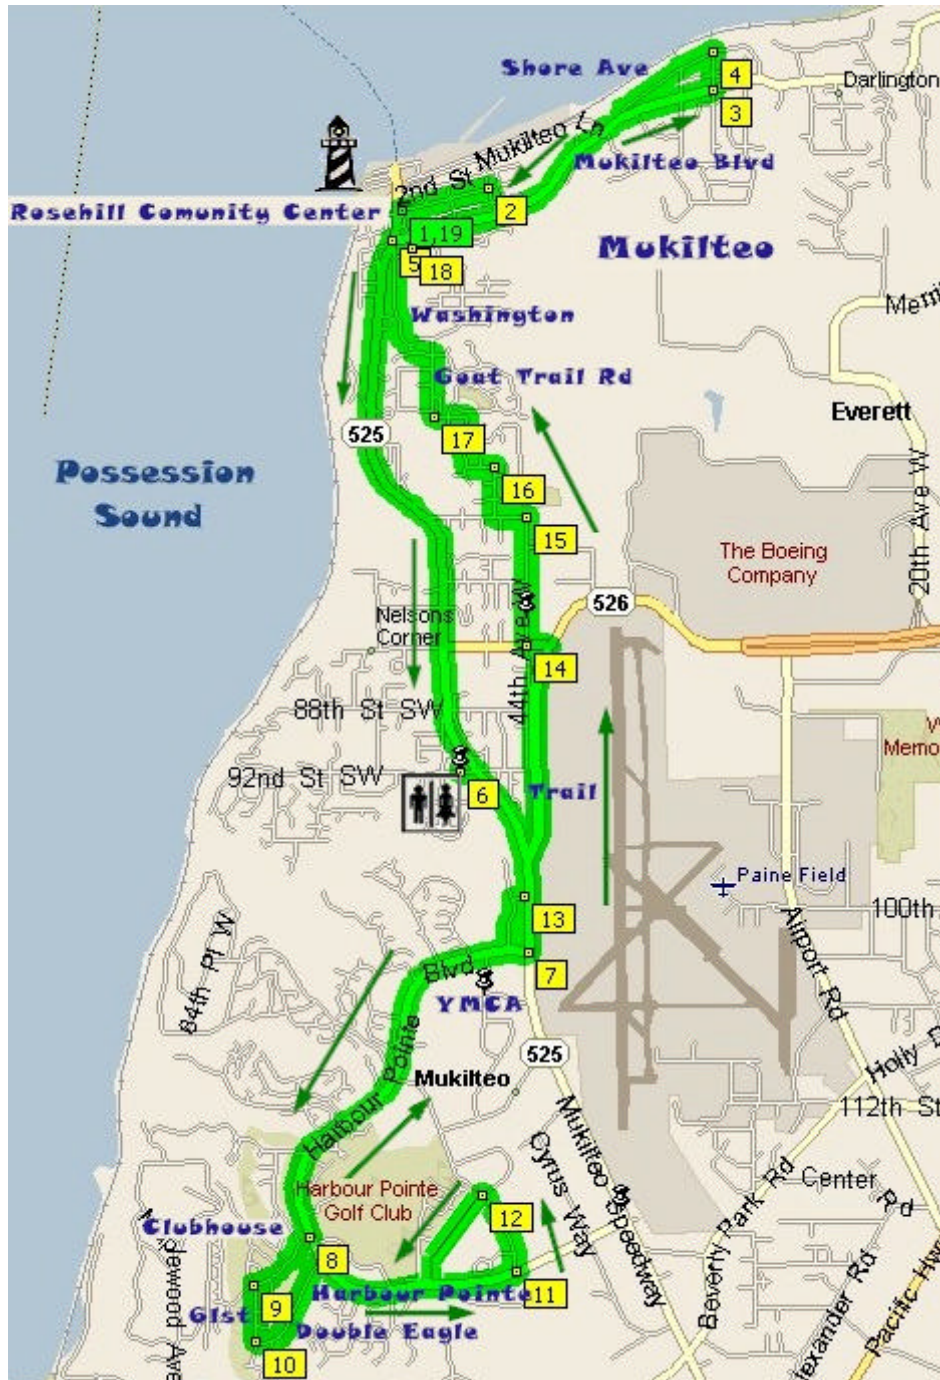 Shore Ave
4
Darlington
3
Mukilteo Ln
Mukilteo Blvd
2nd St
2
Rosehill Comunity Center
1,19
Mukilteo
5
18
Washington
Goat Trail Rd
Everett
525
17
20th Ave W
Possession
Sound
16
15
The Boeing
Company
526
Nelsons
Corner
14
44th Ave W
88th St SW
92nd St SW
6
Trail
Memo
Paine Field
100th
13
84th Pl W
Blvd
7
Airport Rd
YMCA
525
Harbour Pointe
Mukilteo
Holly D
112th St
Mukilteo Speedway
Cyrus Way
Beverly Park Rd
Center Rd
Harbour Pointe
Golf Club
Clubhouse
12
8
Harbour Pointe
11
9
61st
Double Eagle
10
Pacific Hwy